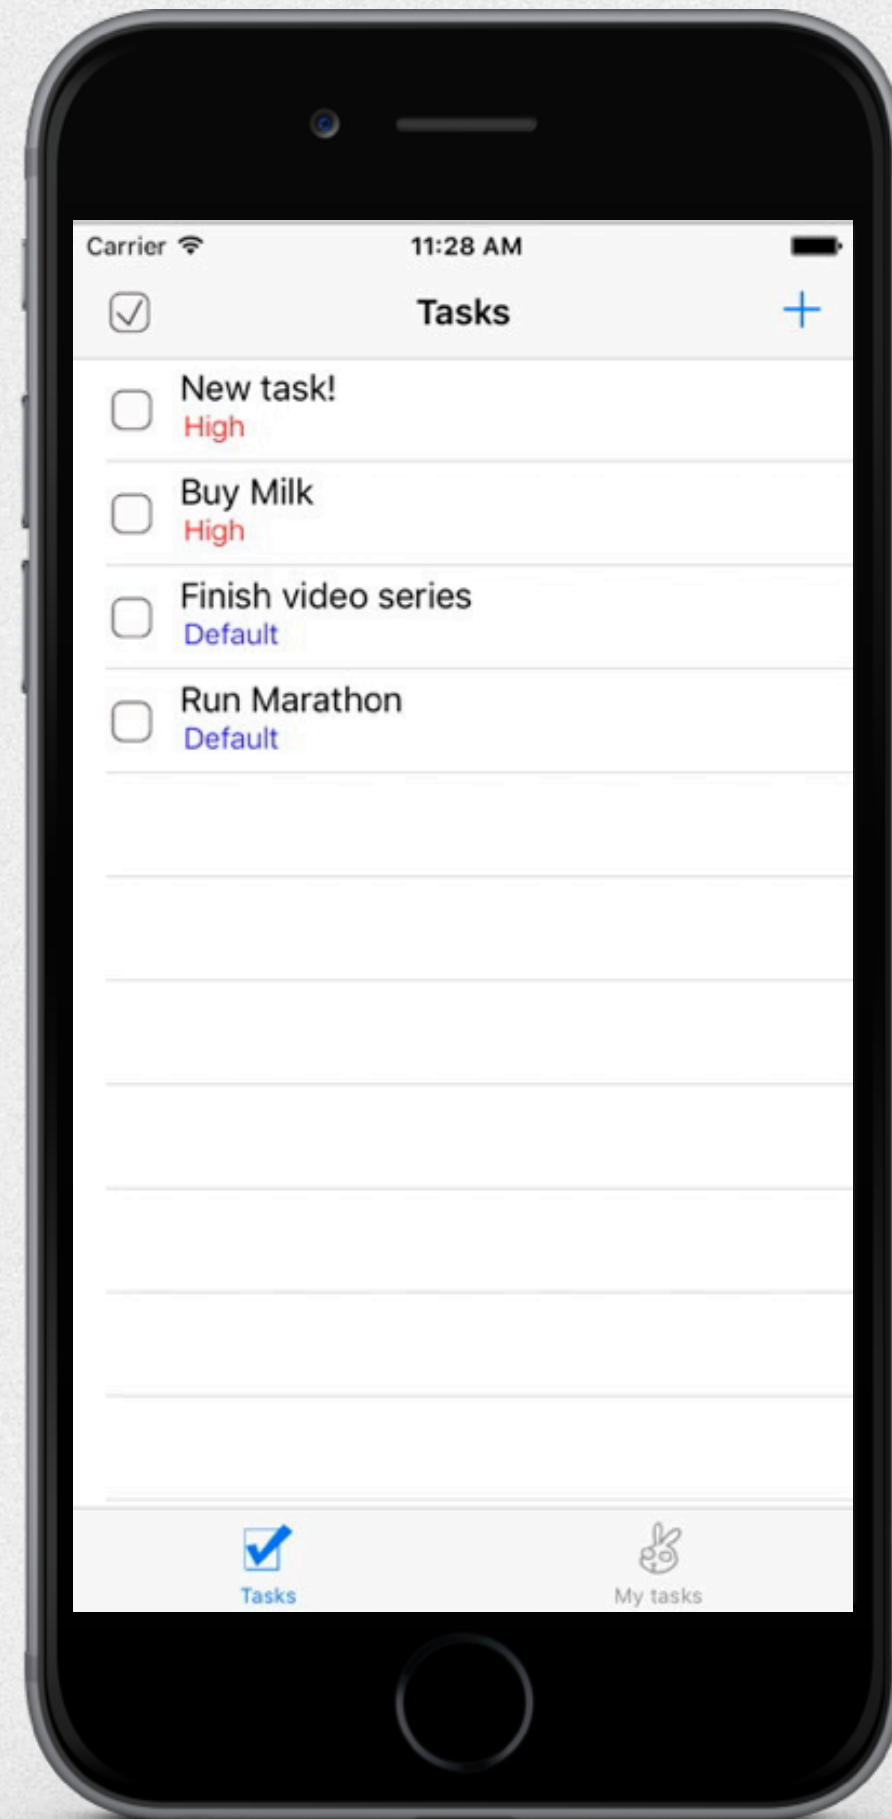 Carrier
11:28 AM
Tasks
New task!
High
Buy Milk
High
Finish video series
Default
Run Marathon
Default
Tasks
My tasks